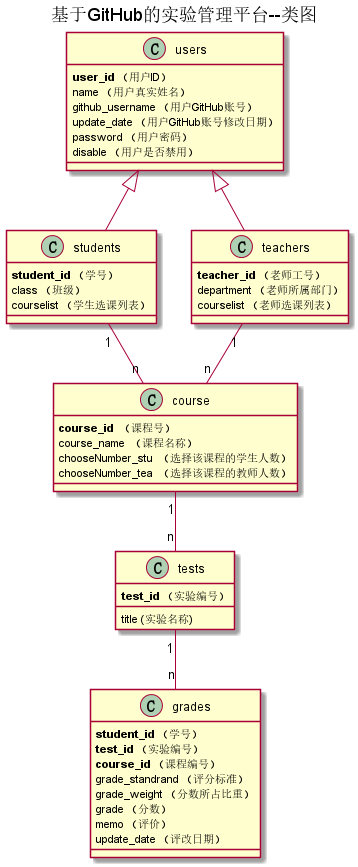 基于GitHub的实验管理平台--类图
C users
user_id （用户ID）
name （用户真实姓名）
github_username （用户GitHub账号）
update_date （用户GitHub账号修改日期）
password （用户密码）
disable （用户是否禁用）
C students
student_id （学号）
class （班级）
courselist （学生选课列表）
C teachers
teacher_id （老师工号）
department （老师所属部门）
courselist （老师选课列表）
1
1
n
n
C course
course_id （课程号）
course_name （课程名称）
chooseNumber_stu （选择该课程的学生人数）
chooseNumber_tea （选择该课程的教师人数）
1
n
C tests
test_id （实验编号）
title (实验名称)
1
n
C grades
student_id （学号）
test_id （实验编号）
course_id （课程编号）
grade_standrand （评分标准）
grade_weight （分数所占比重）
grade （分数）
memo （评价）
update_date （评改日期）